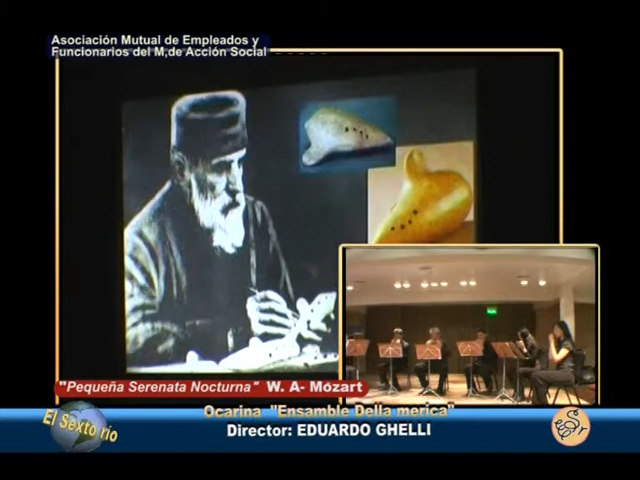 Asociación Mutual de Empleados y
Funcionarios del M,de Acción Social
"Pequeña Serenata Nocturna" W. A- Mozart
Ocarina "Ensamble Della merica"
Director: EDUARDO GHELLI
El Sexto río